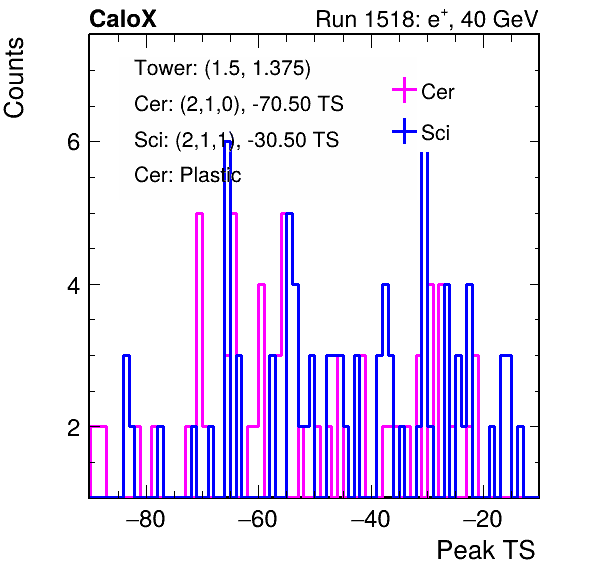 CaloX Run 1518: e⁺, 40 GeV
Counts
Tower: (1.5, 1.375)
Cer: (2,1,0), -70.50 TS
Sci: (2,1,1), -30.50 TS
Cer: Plastic
Cer
Sci
6
4
2
−80 −60 −40 −20
Peak TS